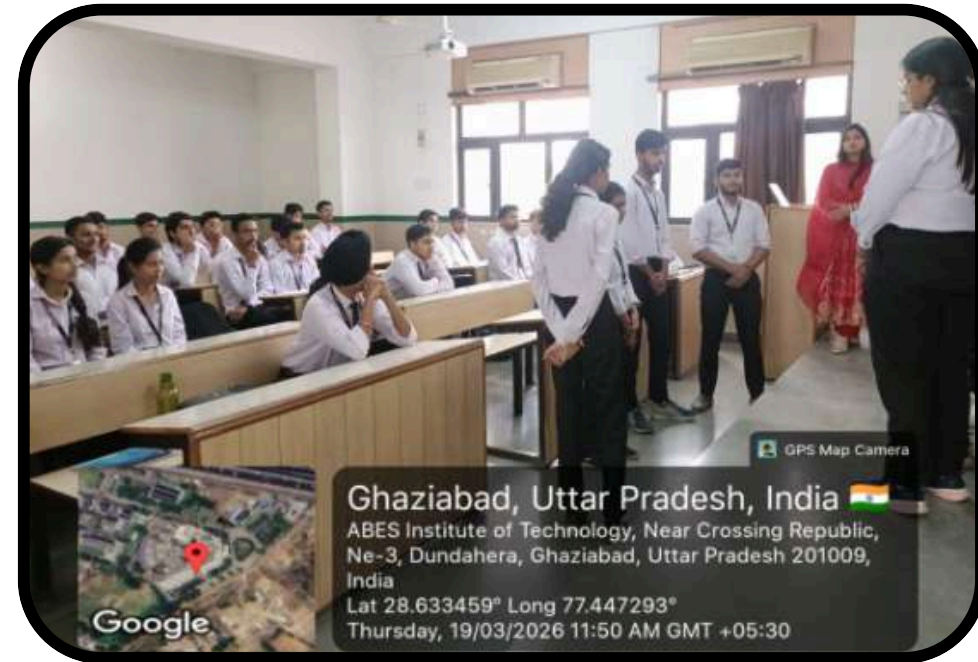 GPS Map Camera
Ghaziabad, Uttar Pradesh, India 🇮🇳
ABES Institute of Technology, Near Crossing Republic,
Ne-3, Dundahera, Ghaziabad, Uttar Pradesh 201009,
India
Lat 28.633459° Long 77.447293°
Thursday, 19/03/2026 11:50 AM GMT +05:30
Google